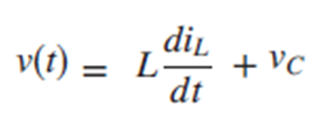 v(t) = L di_L/dt + v_C